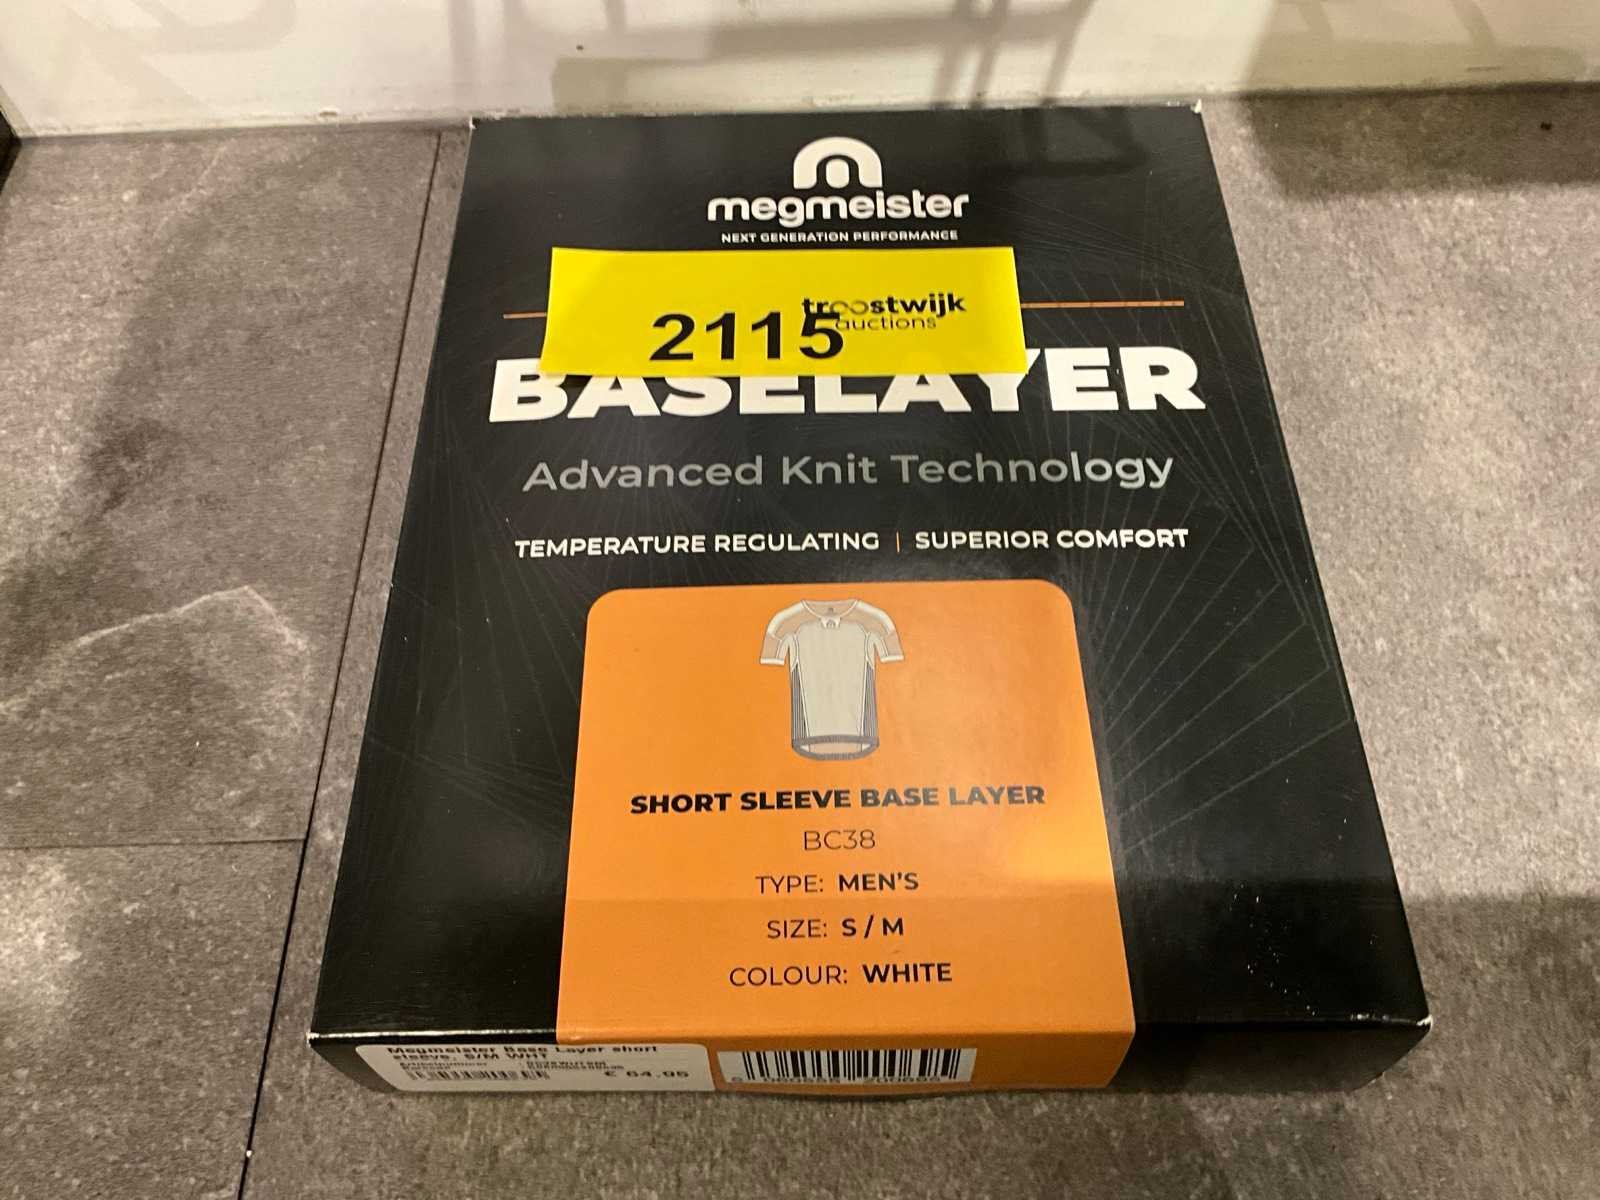 megmeister
NEXT GENERATION PERFORMANCE
troostwijk
auctions
2115
BASELAYER
Advanced Knit Technology
TEMPERATURE REGULATING | SUPERIOR COMFORT
SHORT SLEEVE BASE LAYER
BC38
TYPE: MEN'S
SIZE: S / M
COLOUR: WHITE
Megmeister Base Layer short
sleeve, S/M WHT
€ 64,95